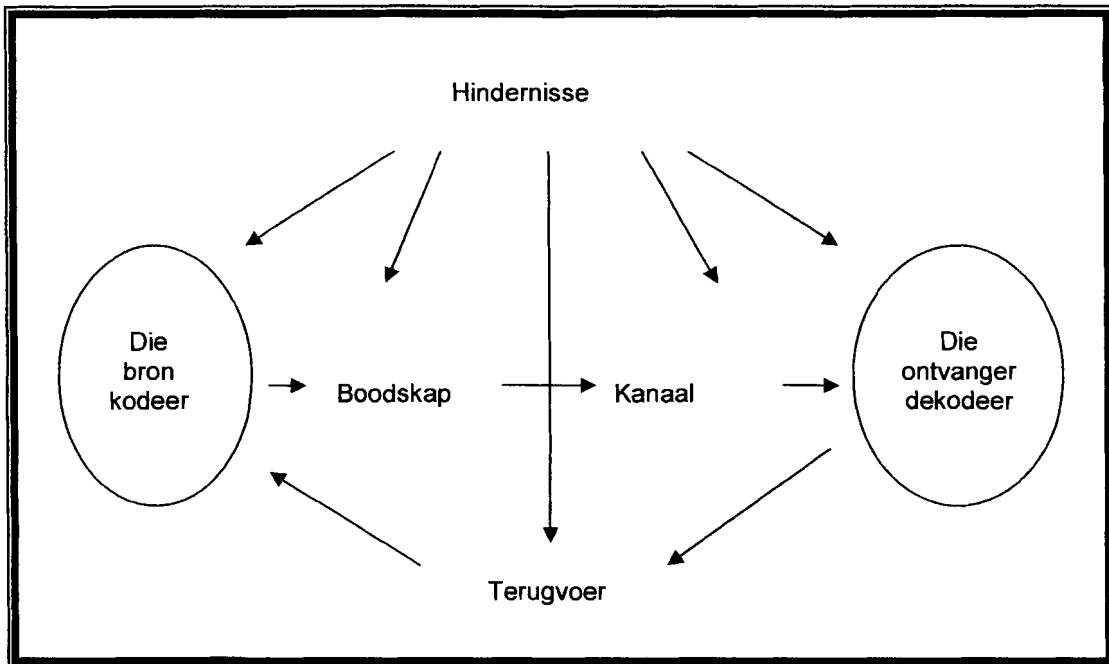 Hindernisse
Die
bron
kodeer
Boodskap
Kanaal
Die
ontvanger
dekodeer
Terugvoer